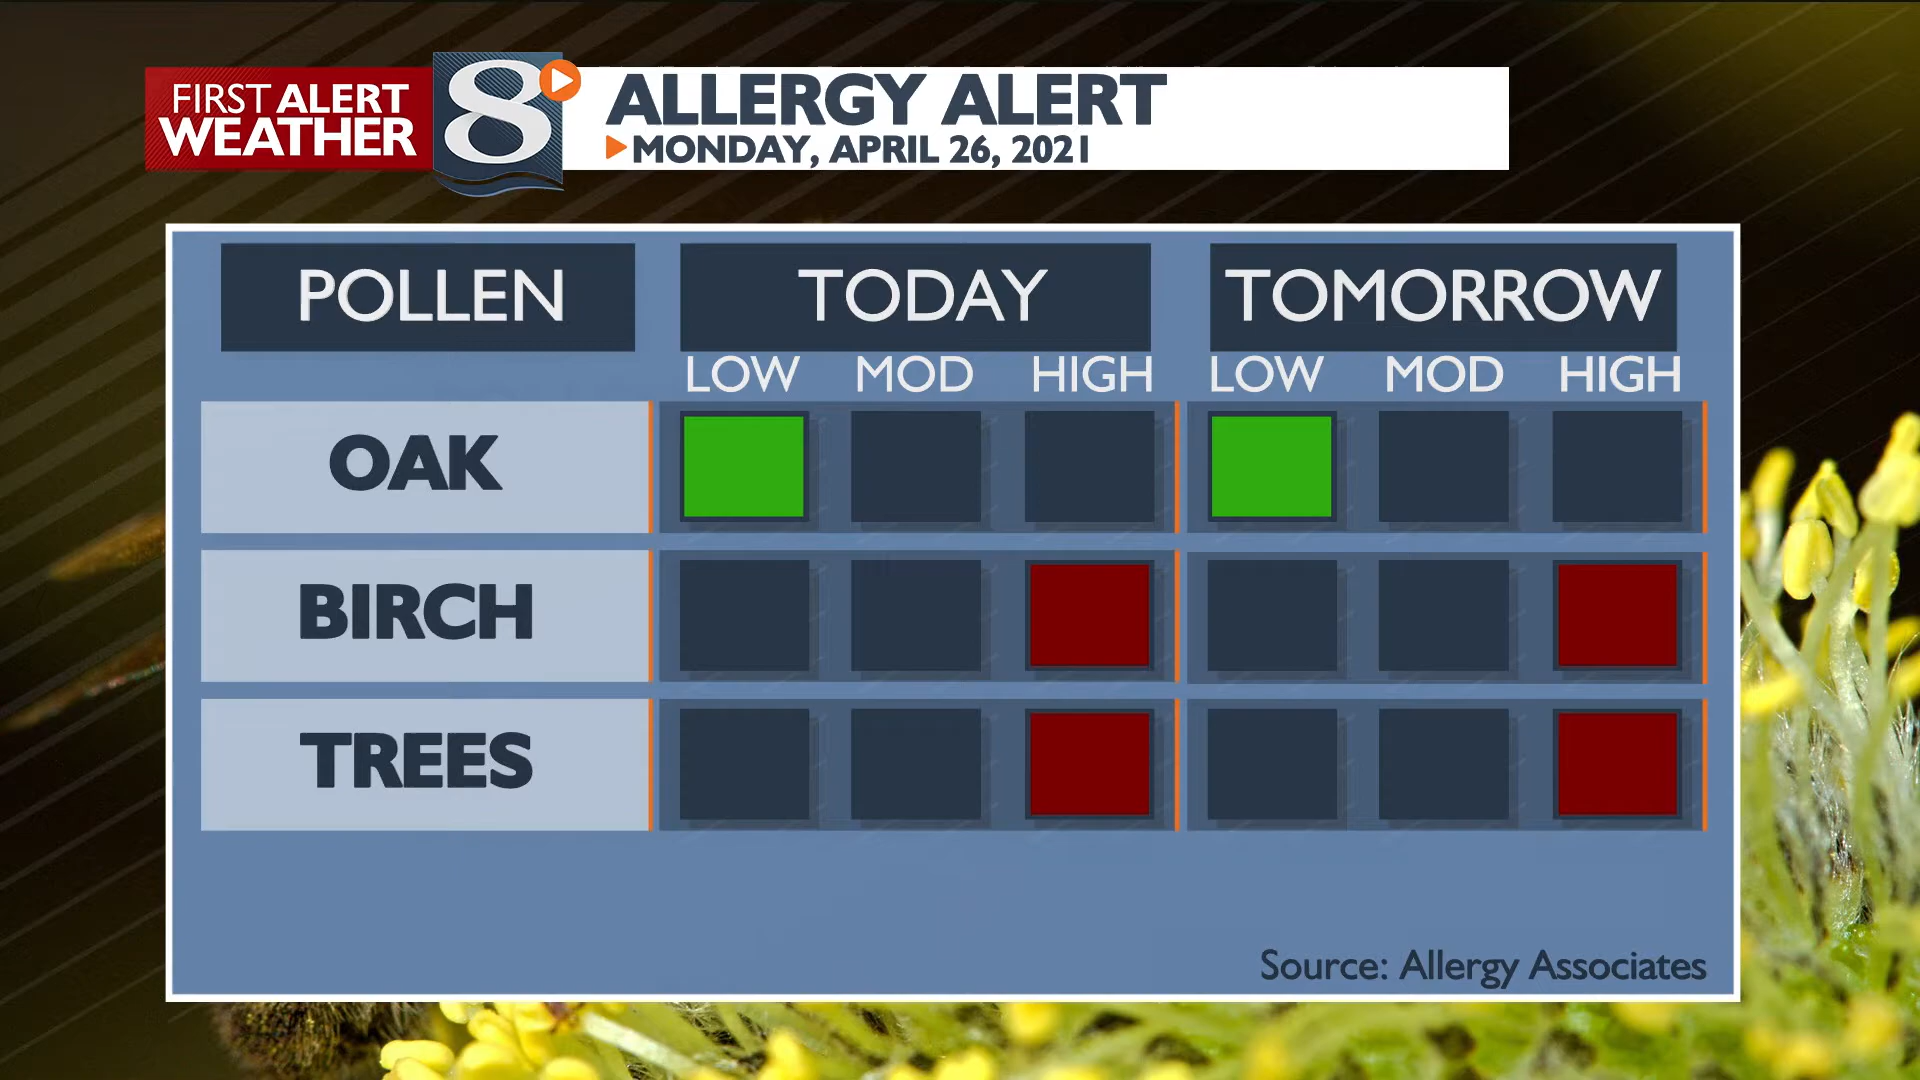 FIRST ALERT
WEATHER
8
ALLERGY ALERT
MONDAY, APRIL 26, 2021
POLLEN TODAY TOMORROW
LOW MOD HIGH LOW MOD HIGH
OAK
BIRCH
TREES
Source: Allergy Associates